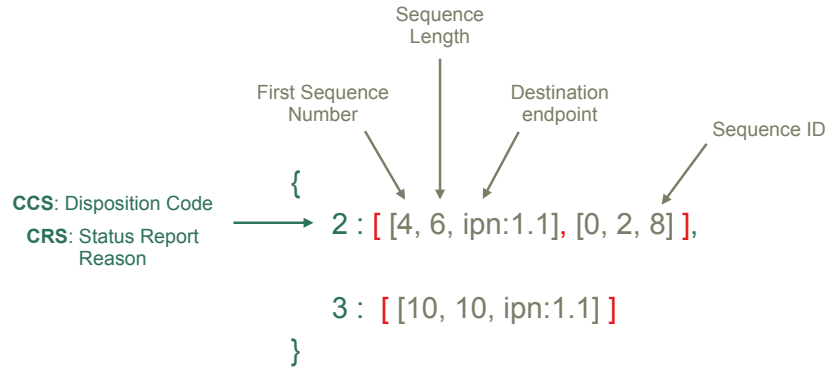 Sequence
Length
First Sequence
Number
Destination
endpoint
Sequence ID
CCS: Disposition Code
CRS: Status Report
Reason
{
2 : [ [4, 6, ipn:1.1], [0, 2, 8] ],
3 : [ [10, 10, ipn:1.1] ]
}